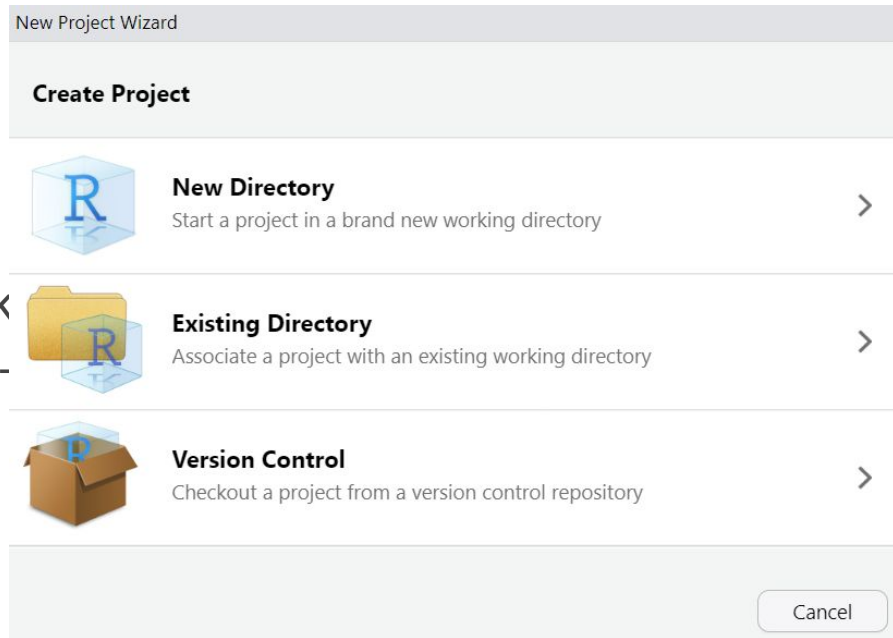 New Project Wizard
Create Project
R
New Directory
Start a project in a brand new working directory
R
Existing Directory
Associate a project with an existing working directory
R
Version Control
Checkout a project from a version control repository
Cancel